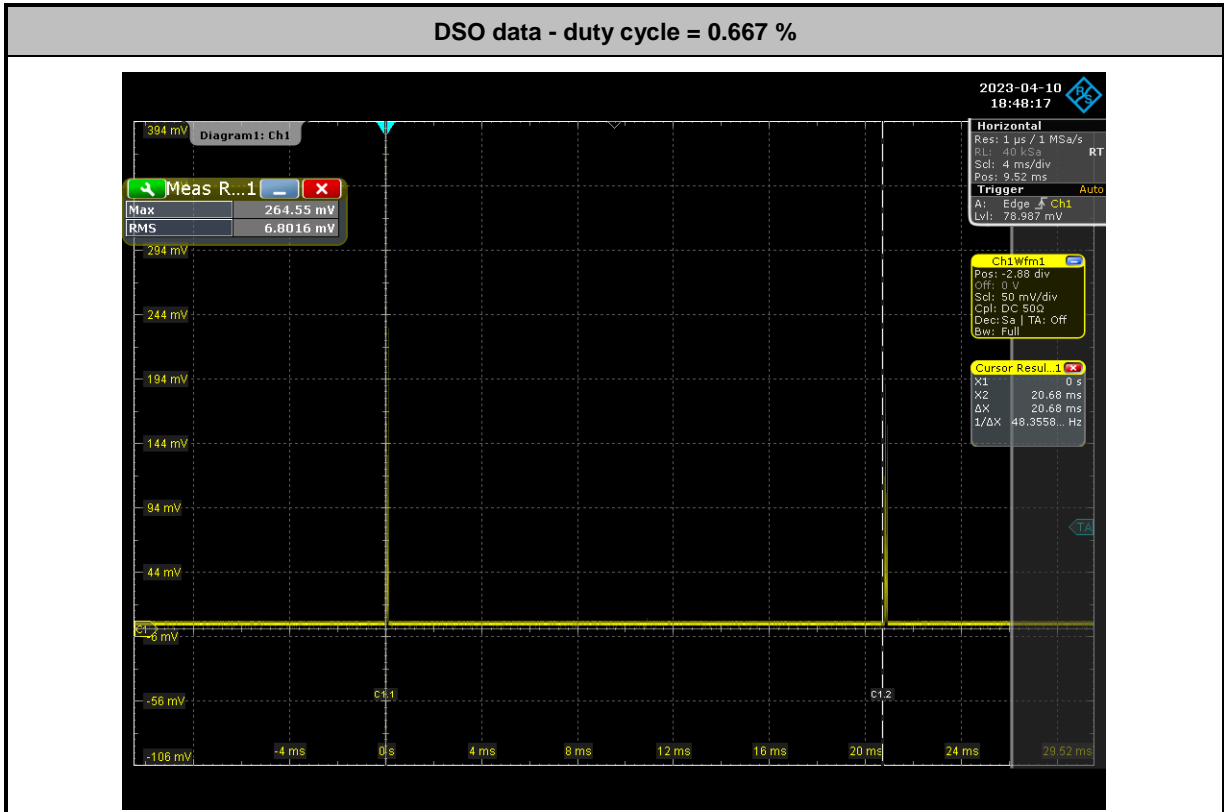 DSO data - duty cycle = 0.667 %
2023-04-10
18:48:17
394 mV
Diagram1: Ch1
Horizontal
Res: 1 µs / 1 MSa/s
RL: 40 kSa RT
Scl: 4 ms/div
Pos: 9.52 ms
Trigger Auto
A: Edge Ch1
Lvl: 78.987 mV
Meas R...1
Max 264.55 mV
RMS 6.8016 mV
294 mV
Ch1Wfm1
Pos: -2.88 div
Off: 0 V
Scl: 50 mV/div
Cpl: DC 50Ω
Dec: Sa | TA: Off
Bw: Full
244 mV
194 mV
Cursor Resul...1
X1 0 s
X2 20.68 ms
ΔX 20.68 ms
1/ΔX 48.3558... Hz
144 mV
94 mV
TA
44 mV
C1
-6 mV
-56 mV
C1.1
C1.2
-106 mV
-4 ms
0 s
4 ms
8 ms
12 ms
16 ms
20 ms
24 ms
29.52 ms